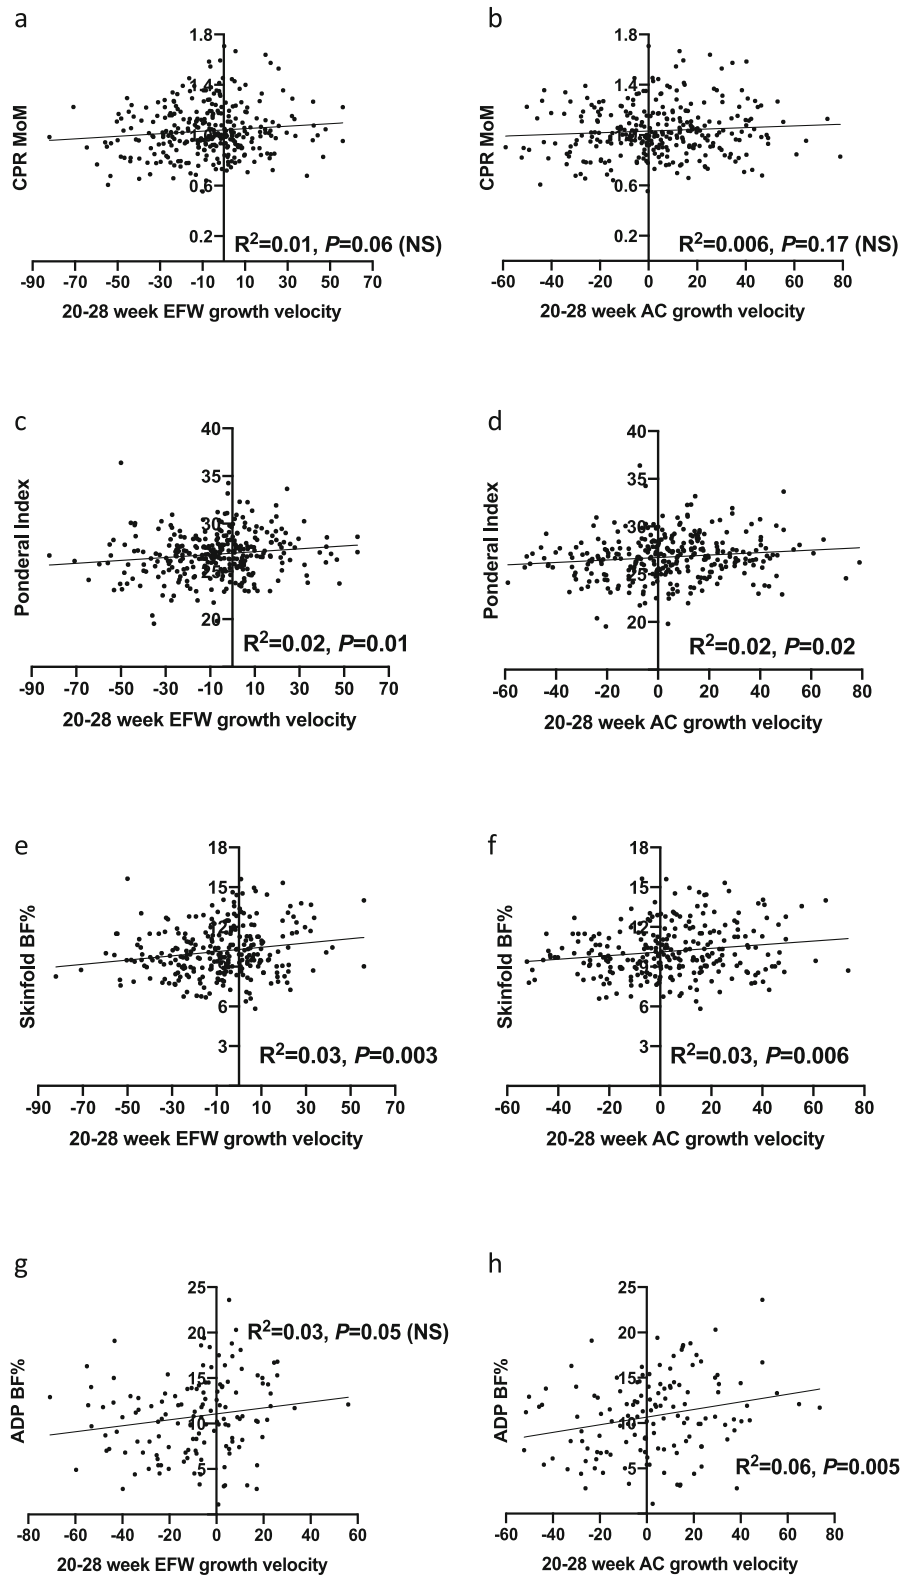 a
b
1.8
1.4
1.0
0.6
0.2
CPR MoM
R²=0.01, P=0.06 (NS)
-90 -70 -50 -30 -10 10 30 50 70
20-28 week EFW growth velocity
1.8
1.4
1.0
0.6
0.2
CPR MoM
R²=0.006, P=0.17 (NS)
-60 -40 -20 0 20 40 60 80
20-28 week AC growth velocity
c
d
40
35
30
25
20
Ponderal Index
R²=0.02, P=0.01
-90 -70 -50 -30 -10 10 30 50 70
20-28 week EFW growth velocity
40
35
30
25
20
Ponderal Index
R²=0.02, P=0.02
-60 -40 -20 0 20 40 60 80
20-28 week AC growth velocity
e
f
18
15
12
9
6
3
Skinfold BF%
R²=0.03, P=0.003
-90 -70 -50 -30 -10 10 30 50 70
20-28 week EFW growth velocity
18
15
12
9
6
3
Skinfold BF%
R²=0.03, P=0.006
-60 -40 -20 0 20 40 60 80
20-28 week AC growth velocity
g
h
25
20
15
10
5
ADP BF%
R²=0.03, P=0.05 (NS)
-80 -60 -40 -20 0 20 40 60
20-28 week EFW growth velocity
25
20
15
10
5
ADP BF%
R²=0.06, P=0.005
-60 -40 -20 0 20 40 60 80
20-28 week AC growth velocity